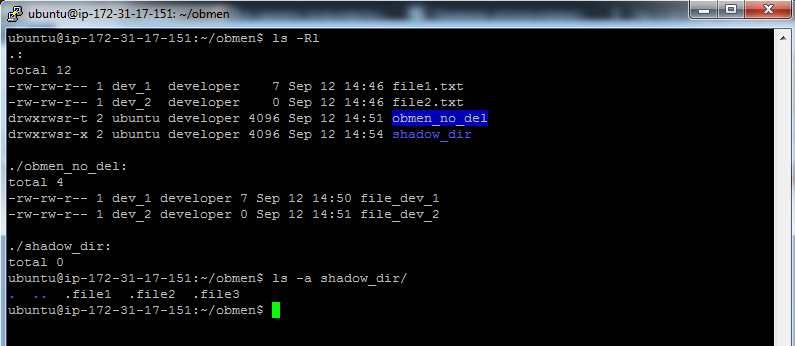 ubuntu@ip-172-31-17-151: ~/obmen
ubuntu@ip-172-31-17-151:~/obmen$ ls -Rl
.:
total 12
-rw-rw-r-- 1 dev_1  developer    7 Sep 12 14:46 file1.txt
-rw-rw-r-- 1 dev_2  developer    0 Sep 12 14:46 file2.txt
drwxrwsr-t 2 ubuntu developer 4096 Sep 12 14:51 obmen_no_del
drwxrwsr-x 2 ubuntu developer 4096 Sep 12 14:54 shadow_dir
./obmen_no_del:
total 4
-rw-rw-r-- 1 dev_1 developer 7 Sep 12 14:50 file_dev_1
-rw-rw-r-- 1 dev_2 developer 0 Sep 12 14:51 file_dev_2
./shadow_dir:
total 0
ubuntu@ip-172-31-17-151:~/obmen$ ls -a shadow_dir/
.  ..  .file1  .file2  .file3
ubuntu@ip-172-31-17-151:~/obmen$